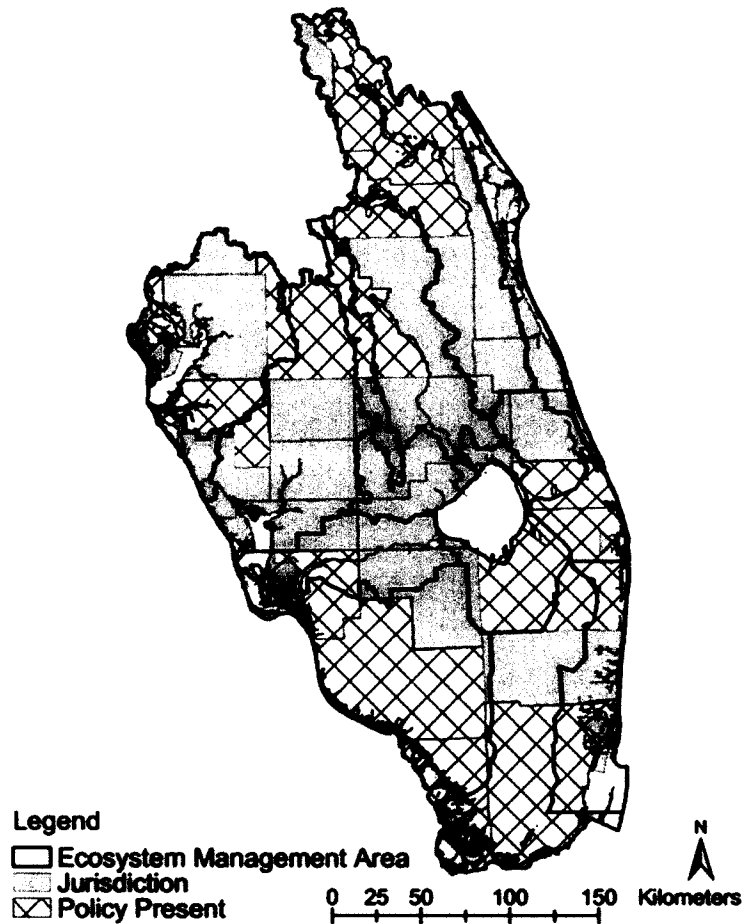 Legend
Ecosystem Management Area
Jurisdiction
Policy Present
N
0 25 50 100 150 Kilometers